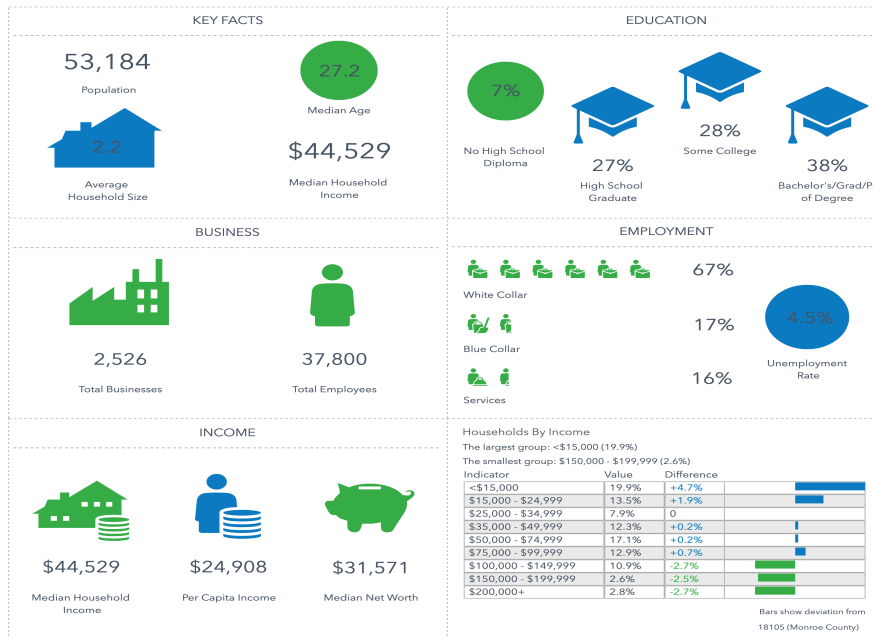 KEY FACTS
53,184
Population
27.2
Median Age
2.2
Average
Household Size
$44,529
Median Household
Income
EDUCATION
7%
No High School
Diploma
27%
High School
Graduate
28%
Some College
38%
Bachelor's/Grad/P
of Degree
BUSINESS
2,526
Total Businesses
37,800
Total Employees
EMPLOYMENT
67%
White Collar
17%
Blue Collar
16%
Services
4.5%
Unemployment
Rate
INCOME
$44,529
Median Household
Income
$24,908
Per Capita Income
$31,571
Median Net Worth
Households By Income
The largest group: <$15,000 (19.9%)
The smallest group: $150,000 - $199,999 (2.6%)
Indicator Value Difference
<$15,000 19.9% +4.7%
$15,000 - $24,999 13.5% +1.9%
$25,000 - $34,999 7.9% 0
$35,000 - $49,999 12.3% +0.2%
$50,000 - $74,999 17.1% +0.2%
$75,000 - $99,999 12.9% +0.7%
$100,000 - $149,999 10.9% -2.7%
$150,000 - $199,999 2.6% -2.5%
$200,000+ 2.8% -2.7%
Bars show deviation from
18105 (Monroe County)